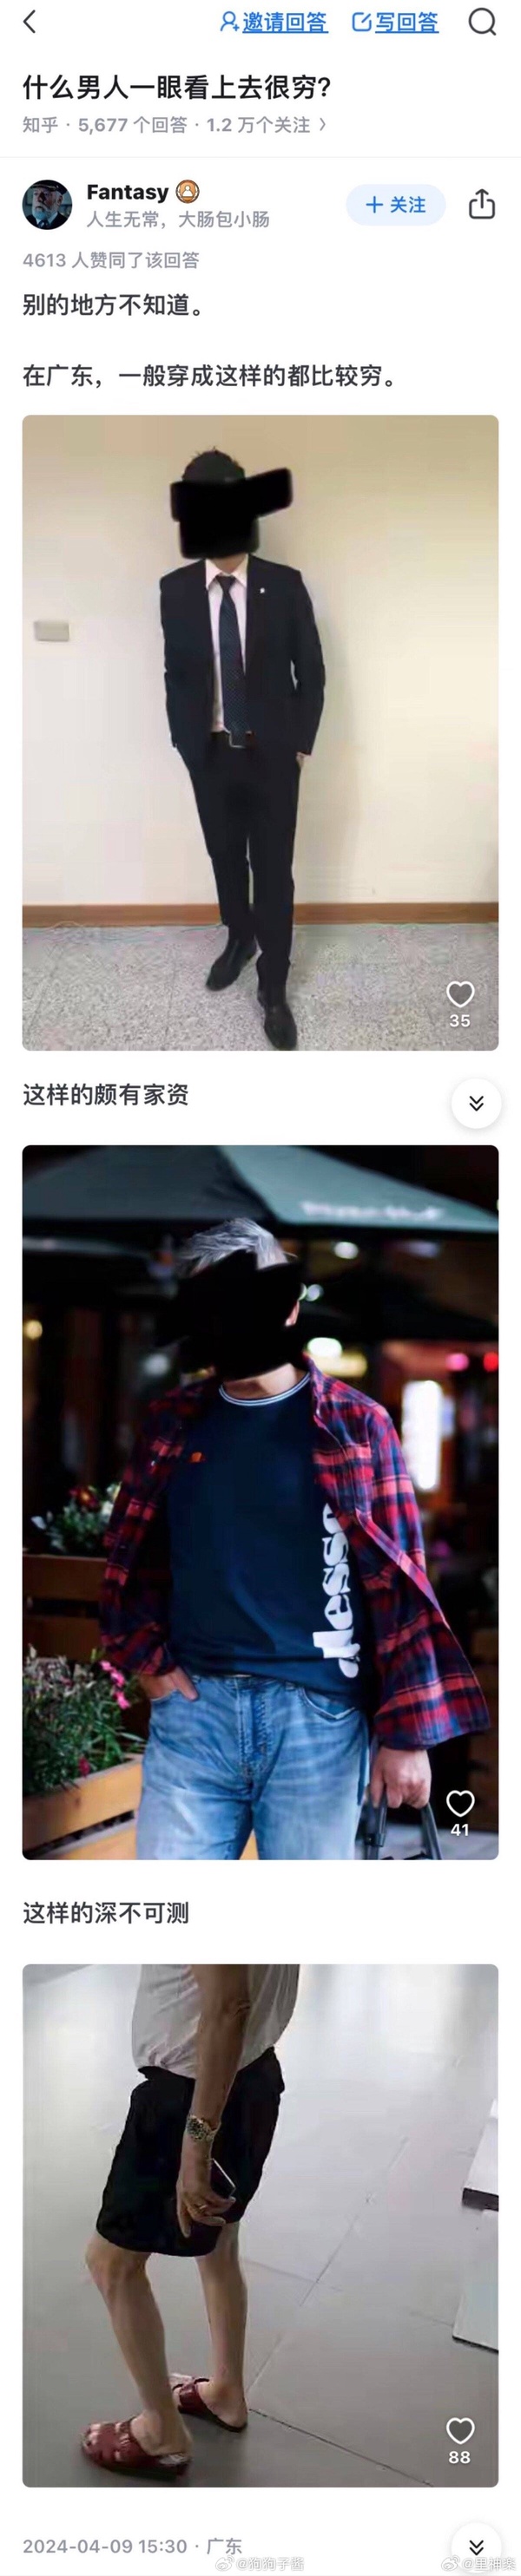 邀请回答 写回答
什么男人一眼看上去很穷?
知乎 · 5,677 个回答 · 1.2 万个关注 〉
Fantasy
人生无常，大肠包小肠
+ 关注
4613 人赞同了该回答
别的地方不知道。
在广东，一般穿成这样的都比较穷。
35
这样的颇有家资
ellesse
41
这样的深不可测
88
2024-04-09 15:30 · 广东
@狗狗子酱